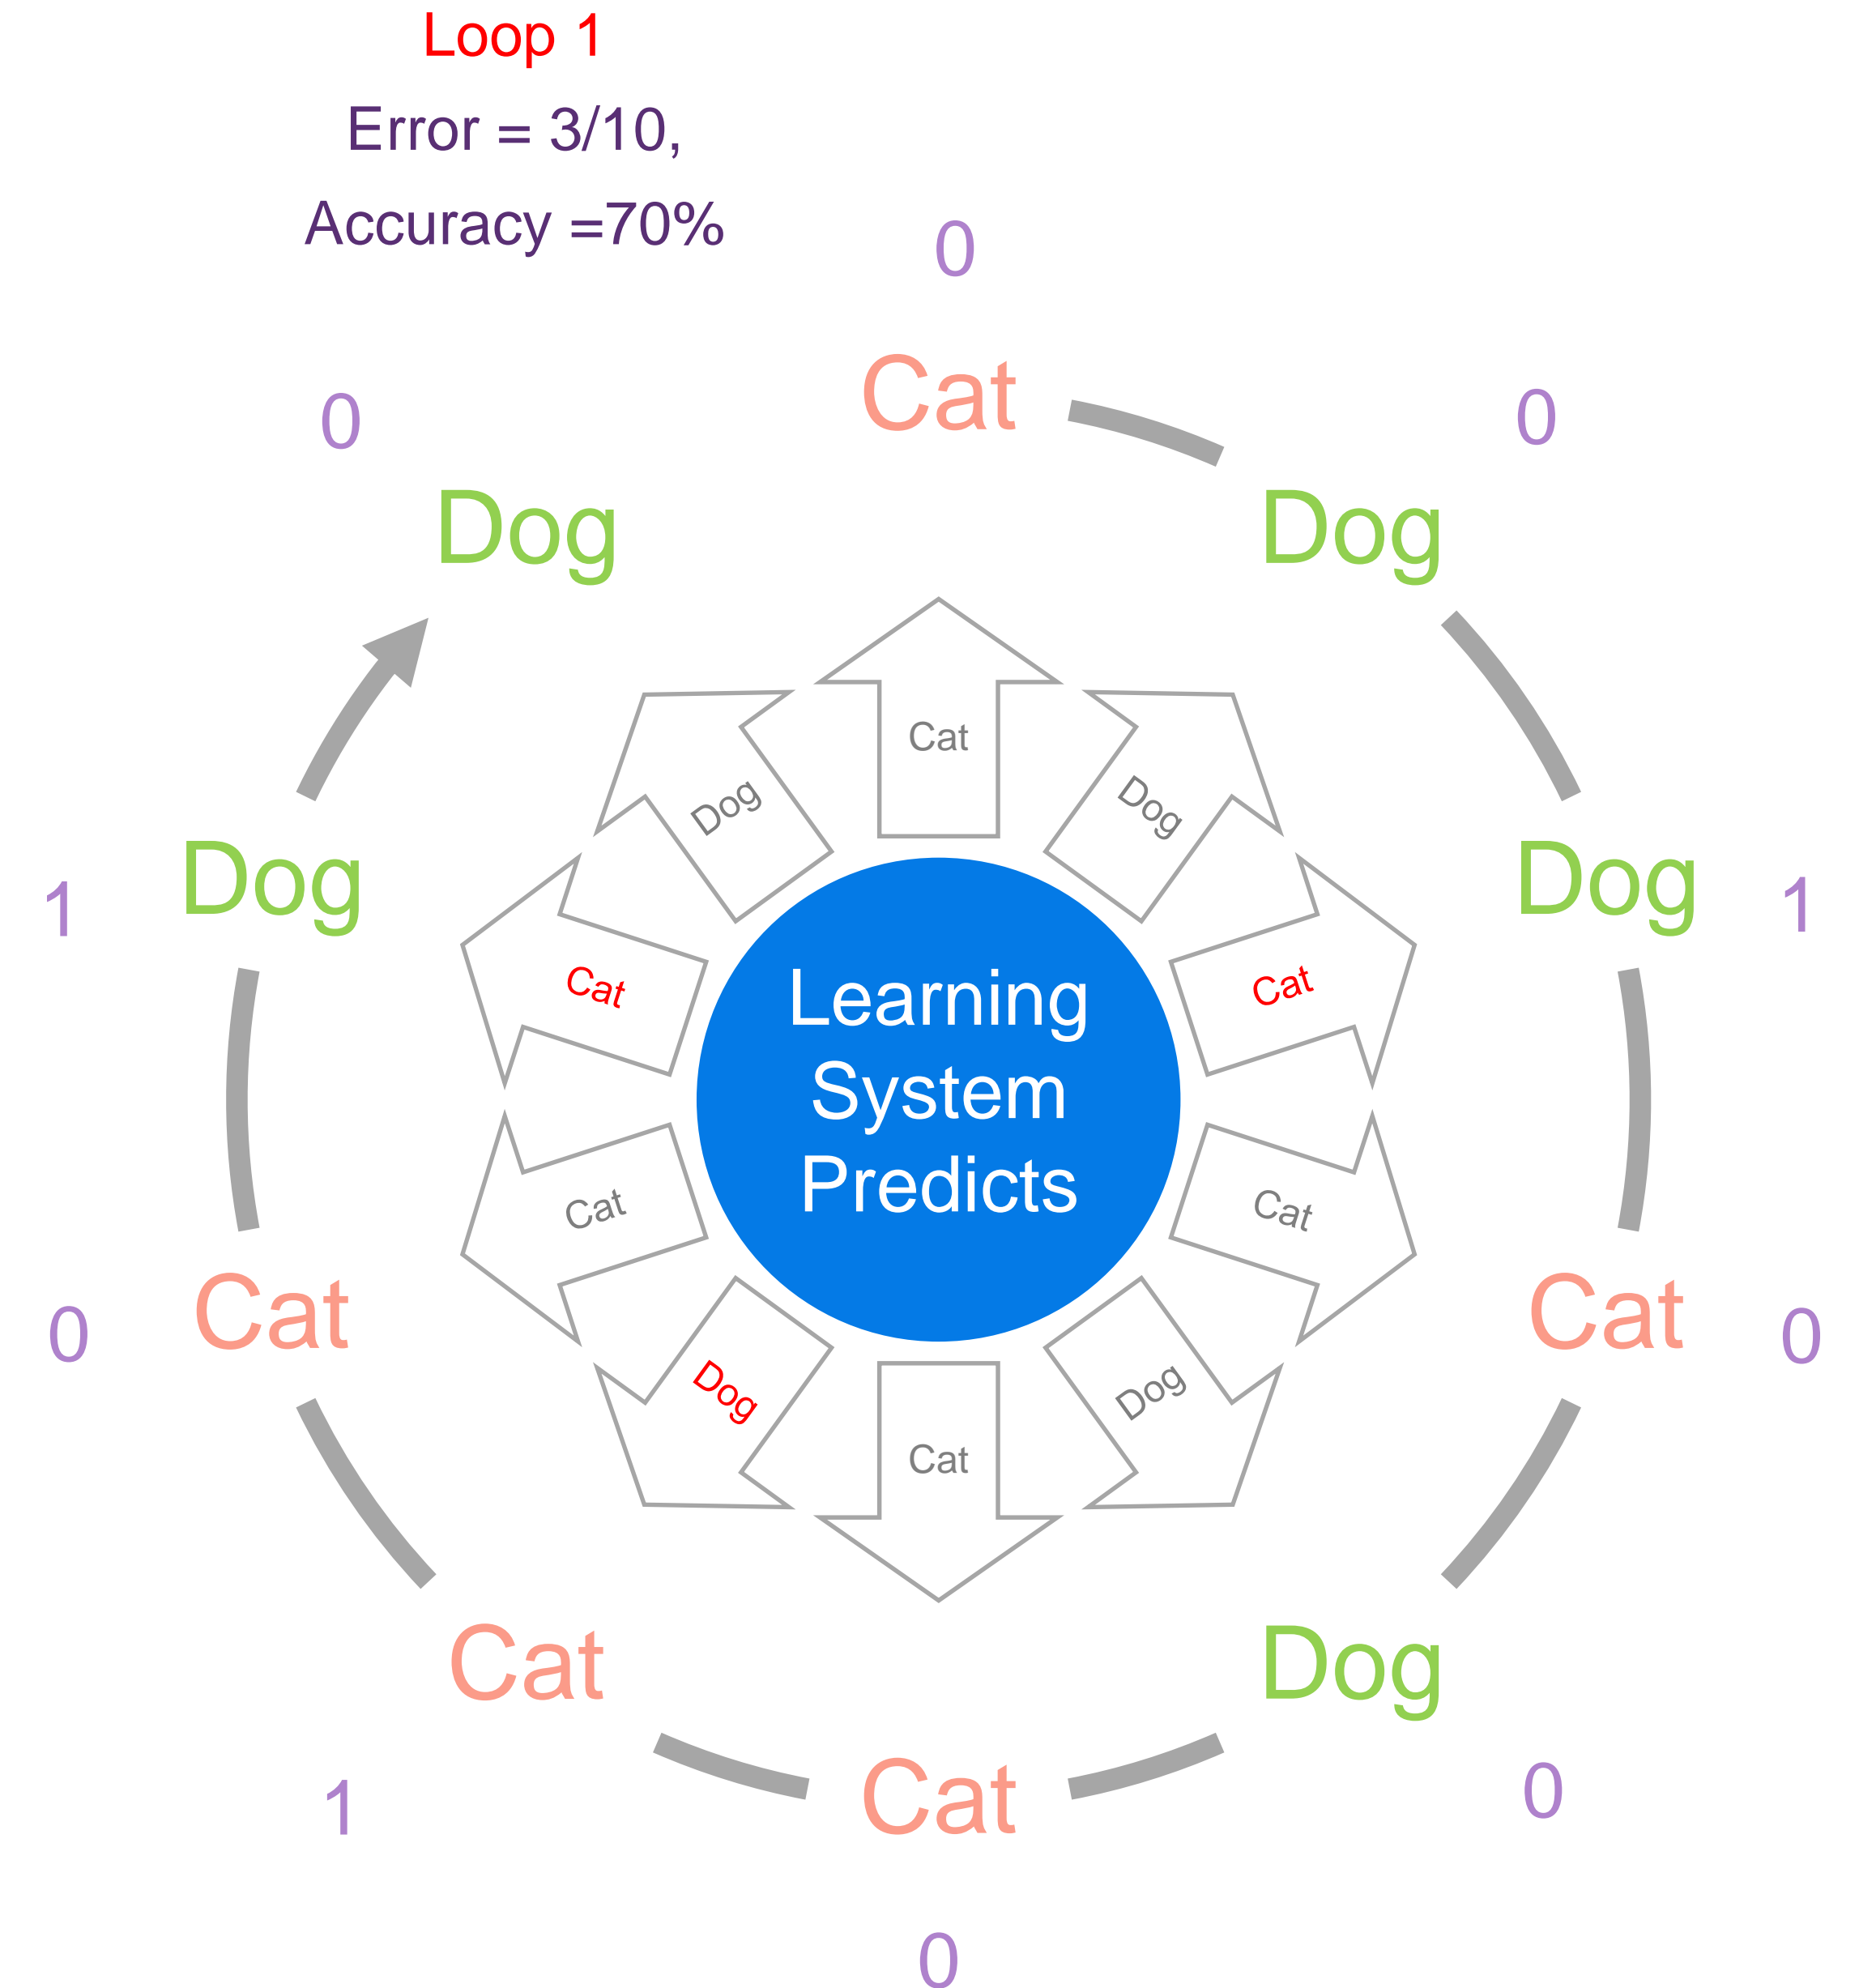 Loop 1
Error = 3/10,
Accuracy =70%
0
Cat
0
0
Dog
Dog
Cat
Dog
Dog
1
Dog
Dog
1
Cat
Cat
Learning
System
Predicts
Cat
Cat
0
Cat
Cat
0
Dog
Dog
Cat
Cat
Dog
1
Cat
0
0